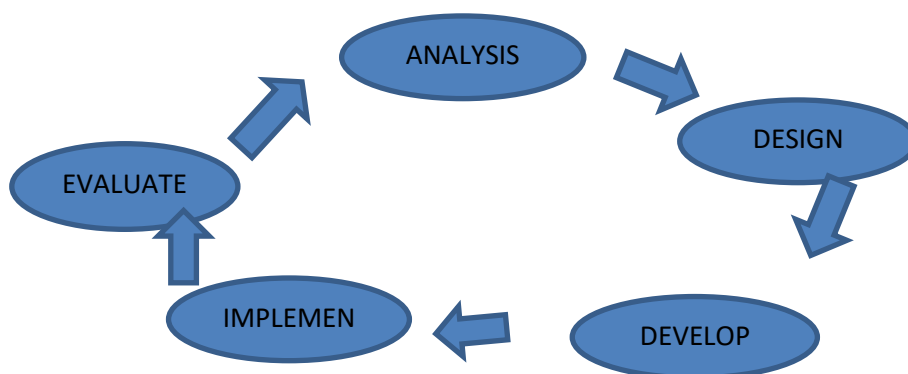 ANALYSIS
DESIGN
DEVELOP
IMPLEMEN
EVALUATE